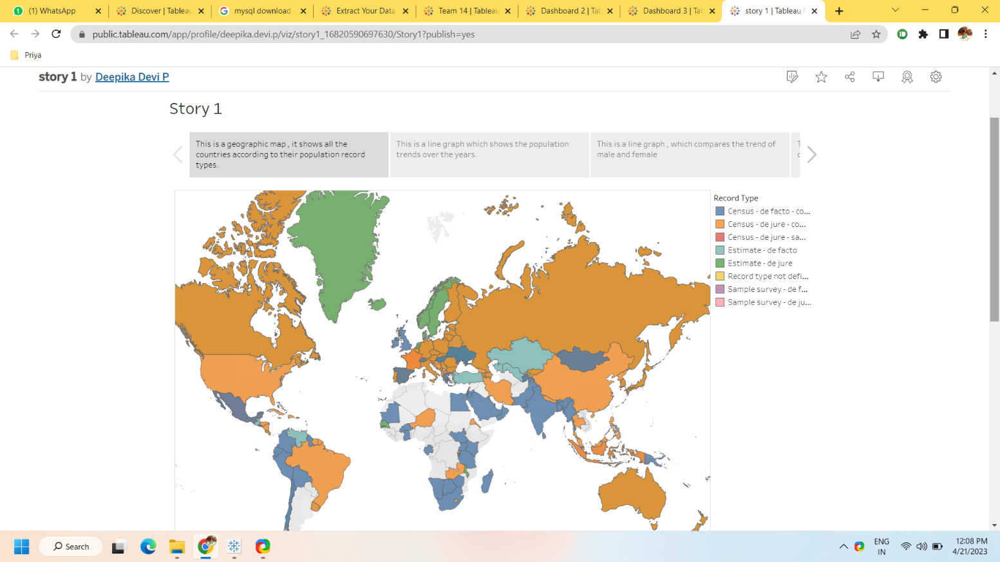 (1) WhatsApp
Discover | Tableau
mysql download
Extract Your Data
Team 14 | Tableau
Dashboard 2 | Tab
Dashboard 3 | Tab
story 1 | Tableau P
public.tableau.com/app/profile/deepika.devi.p/viz/story1_16820590697630/Story1?publish=yes
Priya
story 1 by Deepika Devi P
Story 1
This is a geographic map , it shows all the
countries according to their population record
types.
This is a line graph which shows the population
trends over the years.
This is a line graph , which compares the trend of
male and female
Record Type
Census - de facto - co...
Census - de jure - co...
Census - de jure - sa...
Estimate - de facto
Estimate - de jure
Record type not defi...
Sample survey - de f...
Sample survey - de ju...
Search
ENG
IN
12:08 PM
4/21/2023